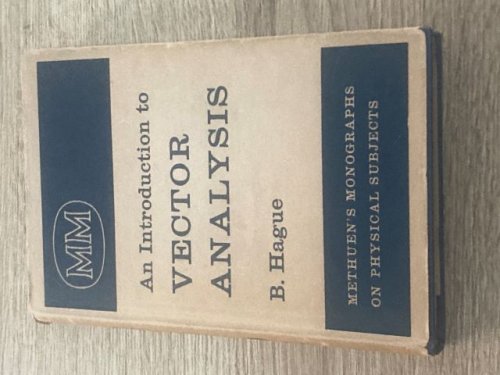 MM
An Introduction to
VECTOR
ANALYSIS
B. Hague
METHUEN'S MONOGRAPHS
ON PHYSICAL SUBJECTS